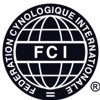 FEDERATION CYNOLOGIQUE INTERNATIONALE
FCI
®